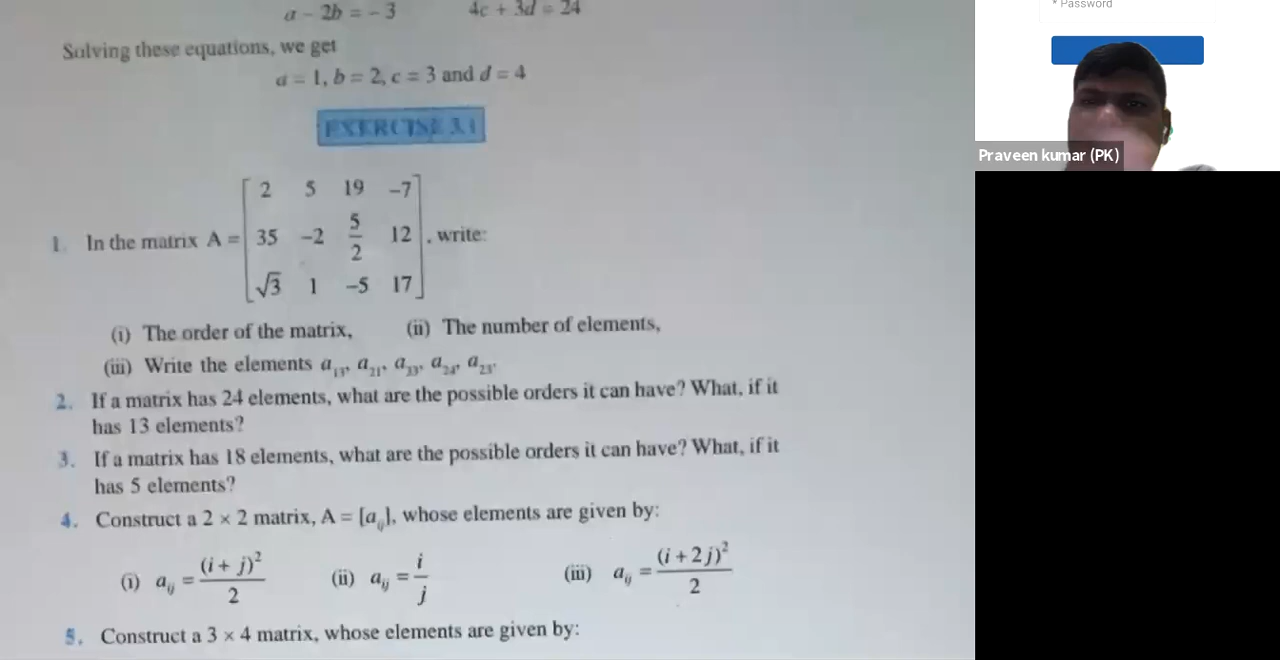 a − 2b = − 3 4c + 3d = 24
Solving these equations, we get
a = 1, b = 2, c = 3 and d = 4
EXERCISE 3.1
1. In the matrix A = [2 5 19 −7; 35 −2 5/2 12; √3 1 −5 17], write:
(i) The order of the matrix, (ii) The number of elements,
(iii) Write the elements a₁₃, a₂₁, a₃₃, a₂₄, a₂₃.
2. If a matrix has 24 elements, what are the possible orders it can have? What, if it
has 13 elements?
3. If a matrix has 18 elements, what are the possible orders it can have? What, if it
has 5 elements?
4. Construct a 2 × 2 matrix, A = [aᵢⱼ], whose elements are given by:
(i) aᵢⱼ = (i + j)²/2 (ii) aᵢⱼ = i/j (iii) aᵢⱼ = (i + 2j)²/2
5. Construct a 3 × 4 matrix, whose elements are given by:
* Password
Praveen kumar (PK)